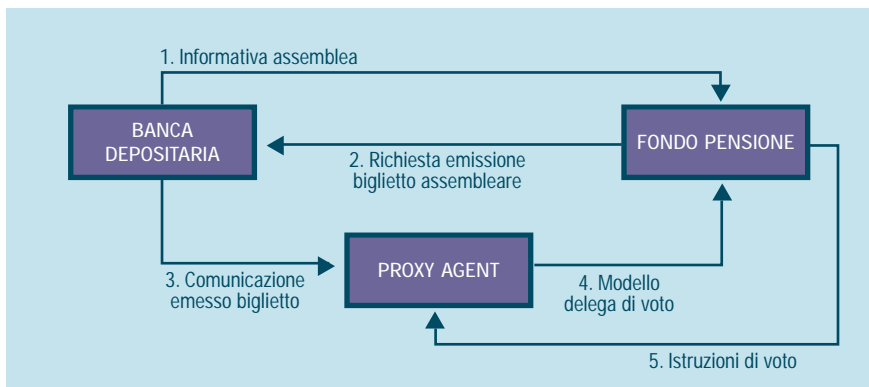 1. Informativa assemblea
BANCA
DEPOSITARIA
FONDO PENSIONE
2. Richiesta emissione
biglietto assembleare
PROXY AGENT
3. Comunicazione
emesso biglietto
4. Modello
delega di voto
5. Istruzioni di voto